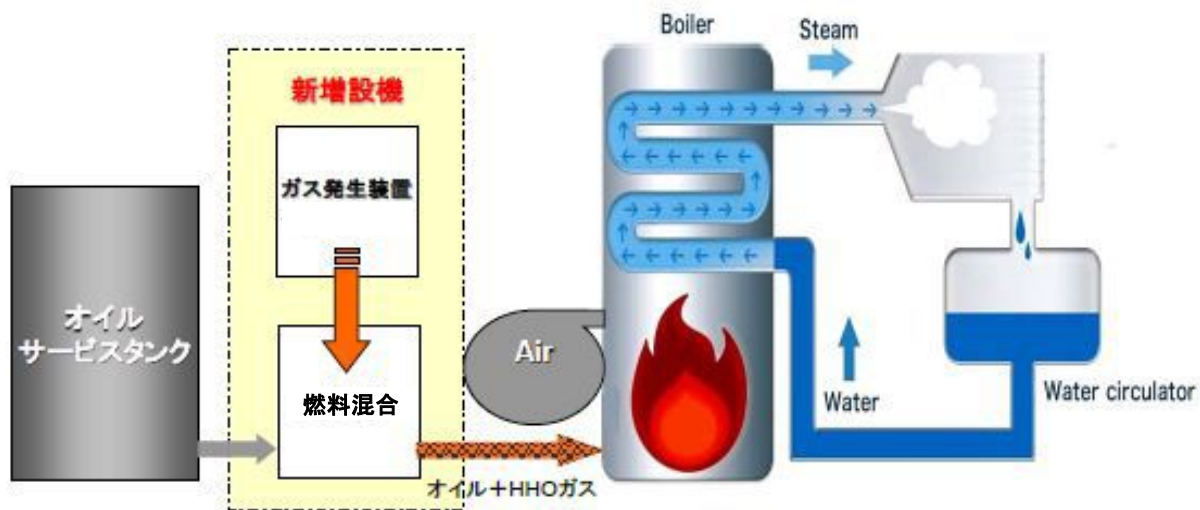 Boiler
Steam
新増設機
ガス発生装置
オイル
サービスタンク
燃料混合
Air
Water
Water circulator
オイル＋HHOガス